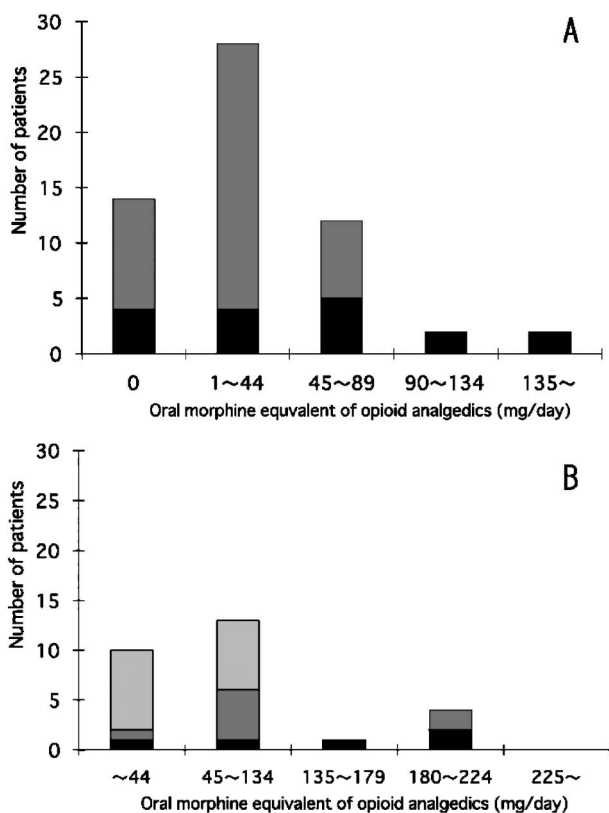 A
Number of patients
30
25
20
15
10
5
0
0 1~44 45~89 90~134 135~
Oral morphine equvalent of opioid analgedics (mg/day)
B
Number of patients
30
25
20
15
10
5
0
~44 45~134 135~179 180~224 225~
Oral morphine equivalent of opioid analgedics (mg/day)